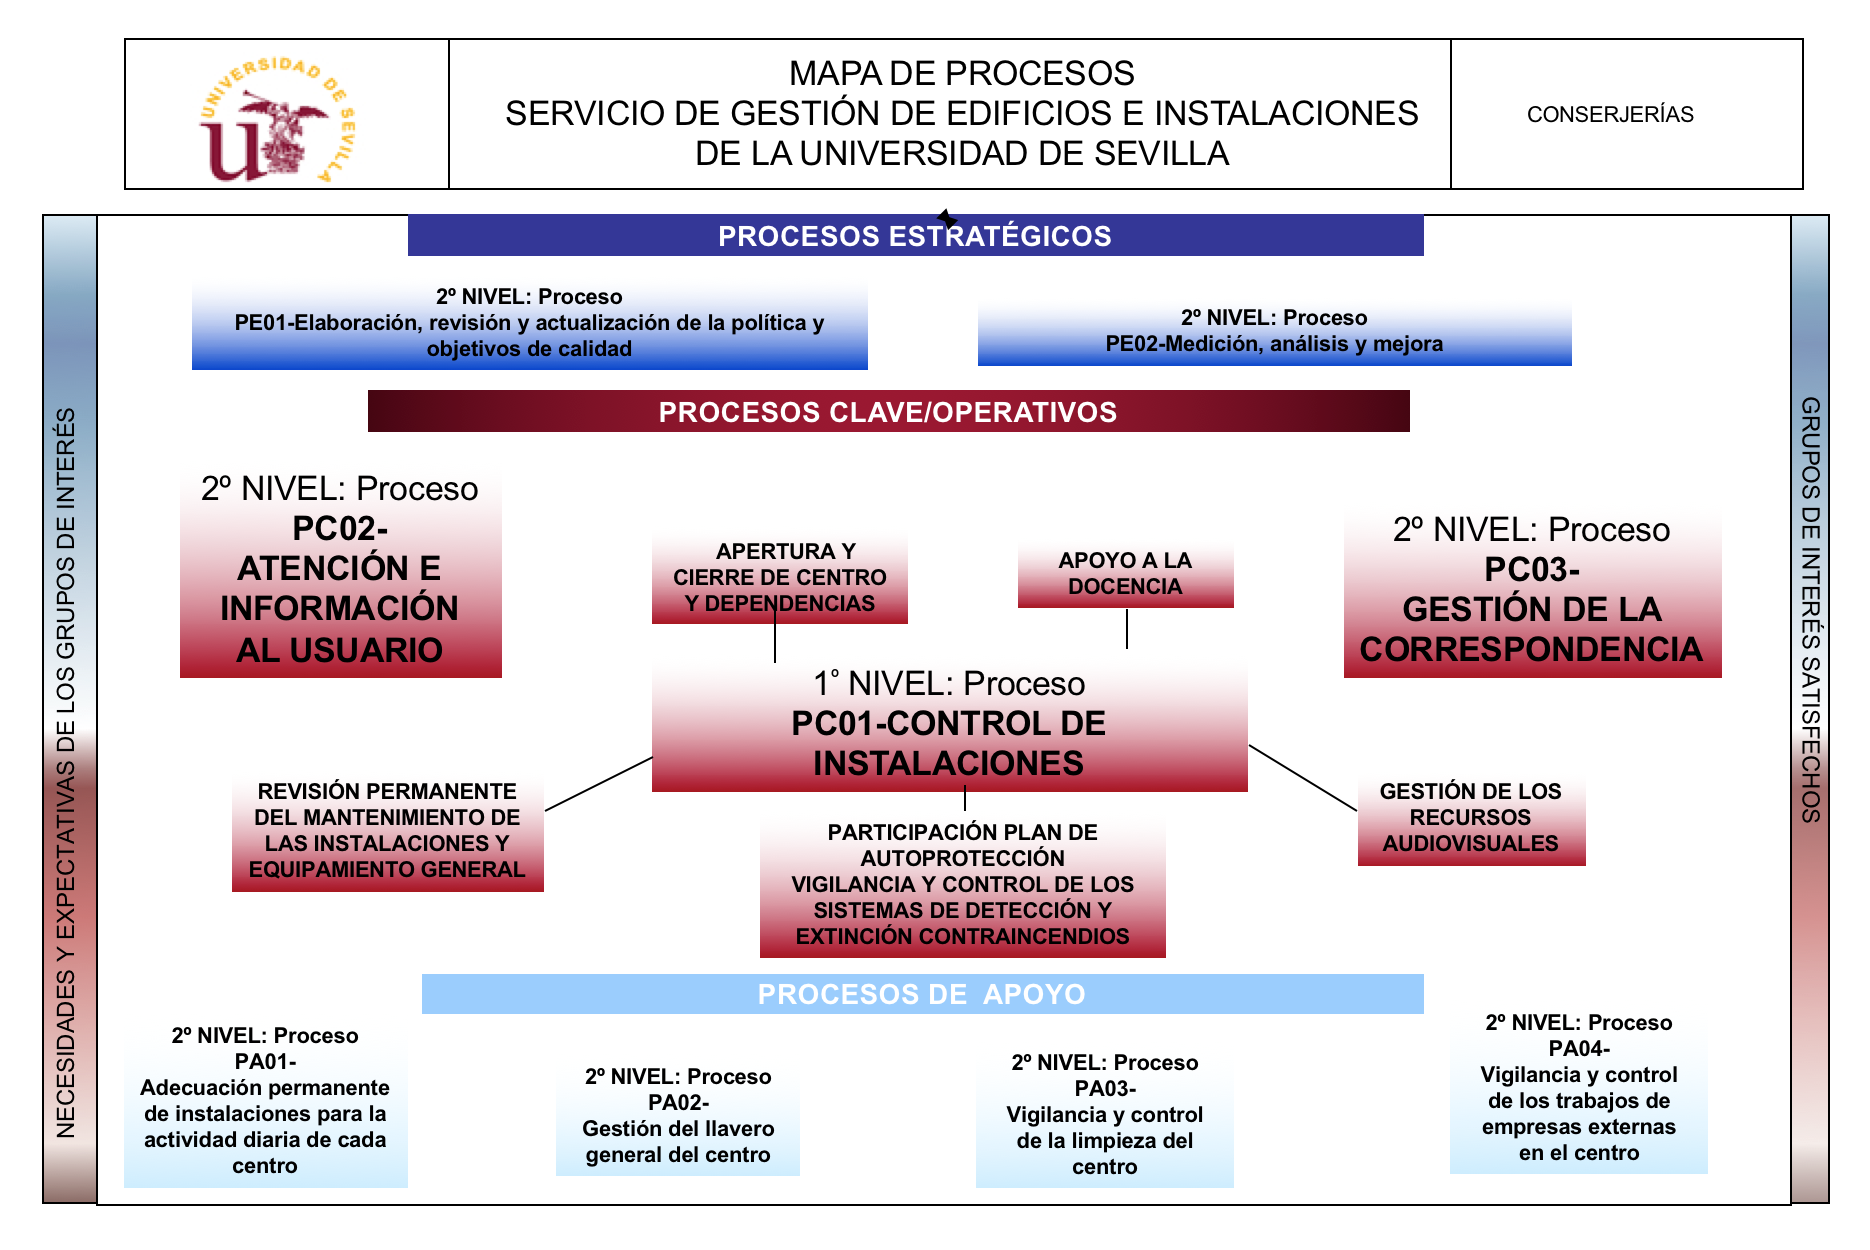 UNIVERSIDAD DE SEVILLA
MAPA DE PROCESOS
SERVICIO DE GESTIÓN DE EDIFICIOS E INSTALACIONES
DE LA UNIVERSIDAD DE SEVILLA
CONSERJERÍAS
NECESIDADES Y EXPECTATIVAS DE LOS GRUPOS DE INTERÉS
PROCESOS ESTRATÉGICOS
2º NIVEL: Proceso
PE01-Elaboración, revisión y actualización de la política y
objetivos de calidad
2º NIVEL: Proceso
PE02-Medición, análisis y mejora
PROCESOS CLAVE/OPERATIVOS
2º NIVEL: Proceso
PC02-
ATENCIÓN E
INFORMACIÓN
AL USUARIO
APERTURA Y
CIERRE DE CENTRO
Y DEPENDENCIAS
APOYO A LA
DOCENCIA
2º NIVEL: Proceso
PC03-
GESTIÓN DE LA
CORRESPONDENCIA
1º NIVEL: Proceso
PC01-CONTROL DE
INSTALACIONES
REVISIÓN PERMANENTE
DEL MANTENIMIENTO DE
LAS INSTALACIONES Y
EQUIPAMIENTO GENERAL
PARTICIPACIÓN PLAN DE
AUTOPROTECCIÓN
VIGILANCIA Y CONTROL DE LOS
SISTEMAS DE DETECCIÓN Y
EXTINCIÓN CONTRAINCENDIOS
GESTIÓN DE LOS
RECURSOS
AUDIOVISUALES
PROCESOS DE  APOYO
2º NIVEL: Proceso
PA01-
Adecuación permanente
de instalaciones para la
actividad diaria de cada
centro
2º NIVEL: Proceso
PA02-
Gestión del llavero
general del centro
2º NIVEL: Proceso
PA03-
Vigilancia y control
de la limpieza del
centro
2º NIVEL: Proceso
PA04-
Vigilancia y control
de los trabajos de
empresas externas
en el centro
GRUPOS DE INTERÉS SATISFECHOS